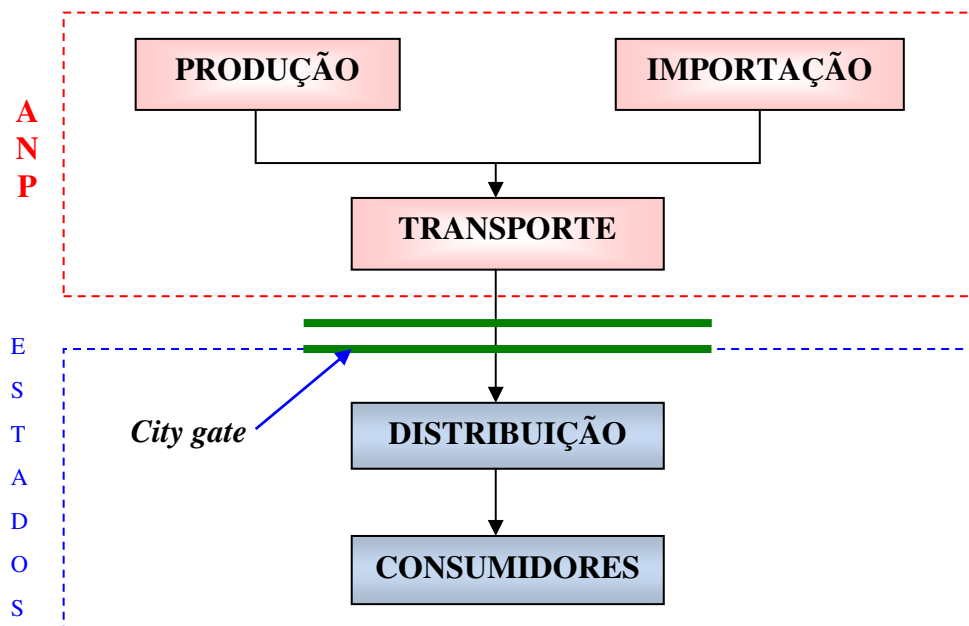 PRODUÇÃO
IMPORTAÇÃO
A
N
P
TRANSPORTE
E
S
T
A
D
O
S
City gate
DISTRIBUIÇÃO
CONSUMIDORES